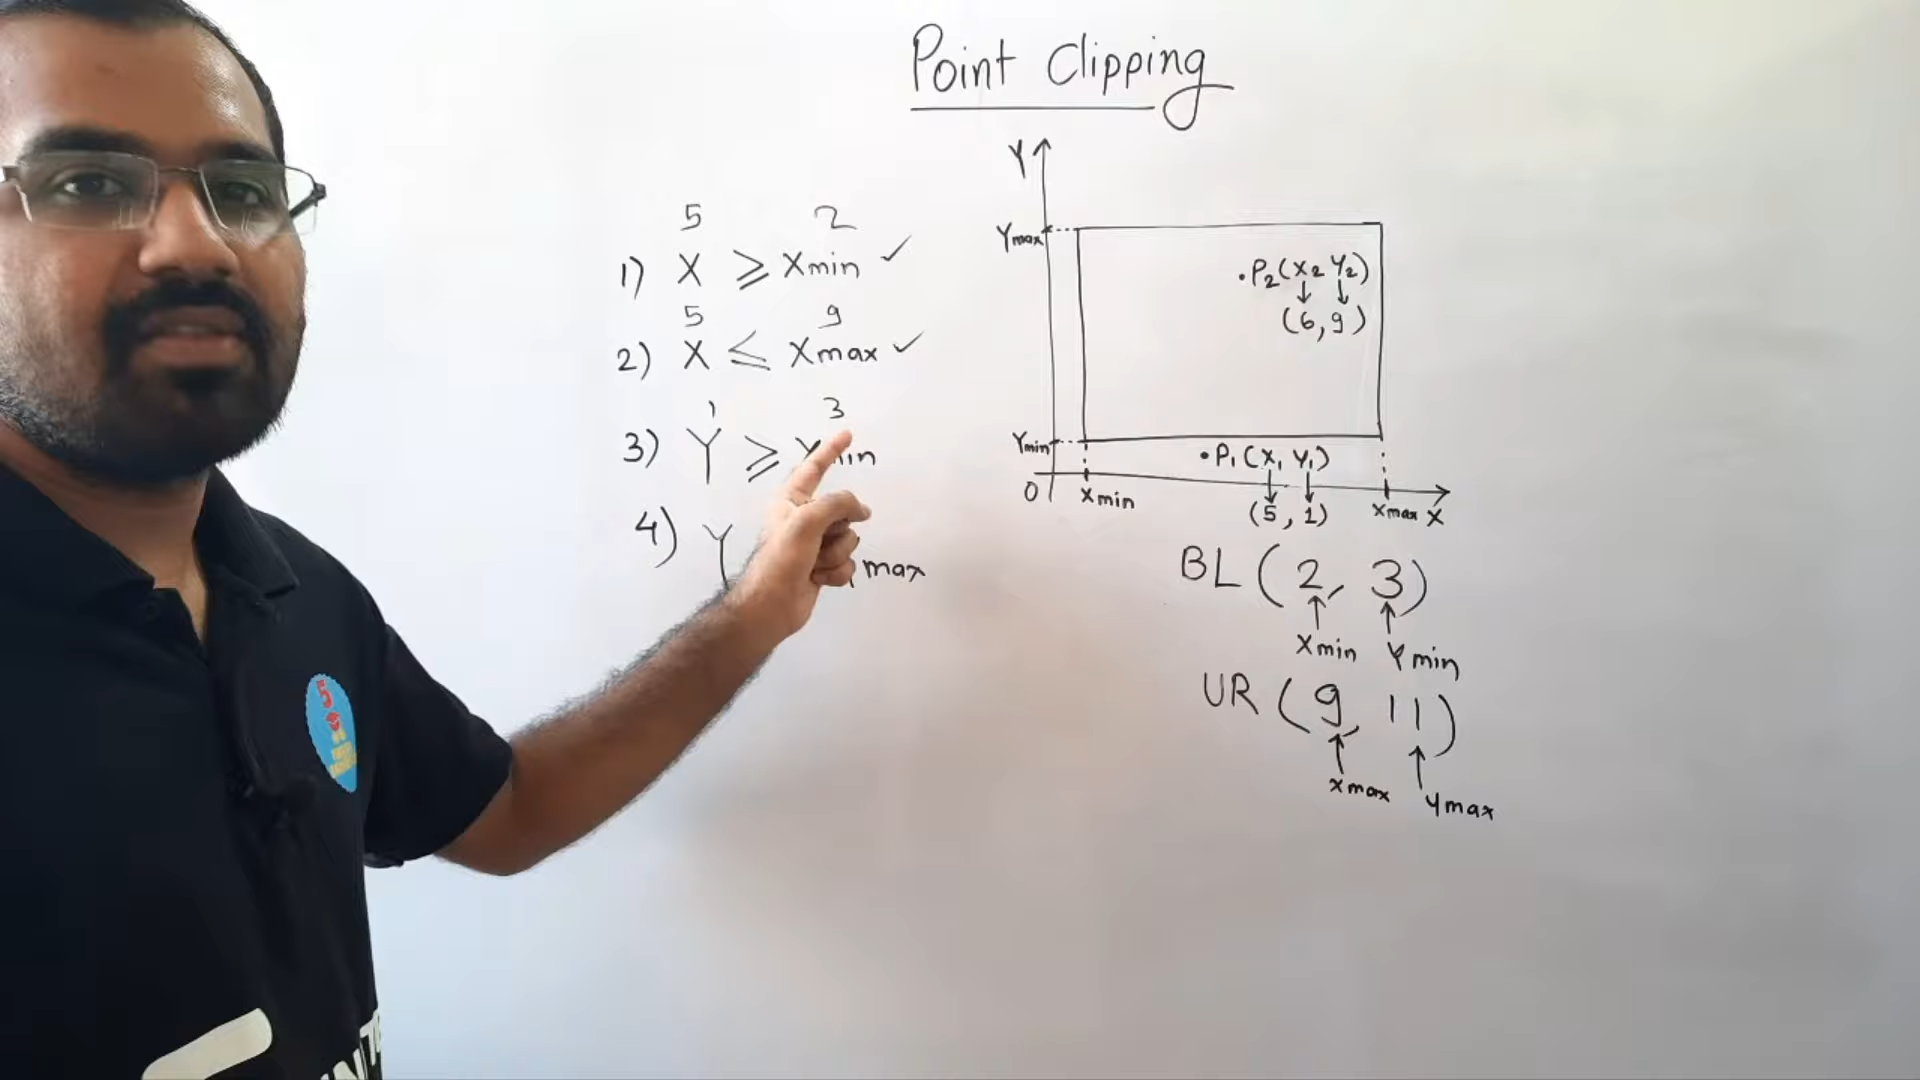 Point Clipping
5 2
1) X ≥ Xmin ✓
5 9
2) X ≤ Xmax ✓
1 3
3) Y ≥ Ymin
4) Y max
Y
Ymax
.P2(X2 Y2)
↓ ↓
(6,9)
Ymin
.P1(X1 Y1)
↓ ↓
(5, 1)
O Xmin Xmax X
BL (2, 3)
↑ ↑
Xmin Ymin
UR (9, 11)
↑ ↑
Xmax Ymax
5